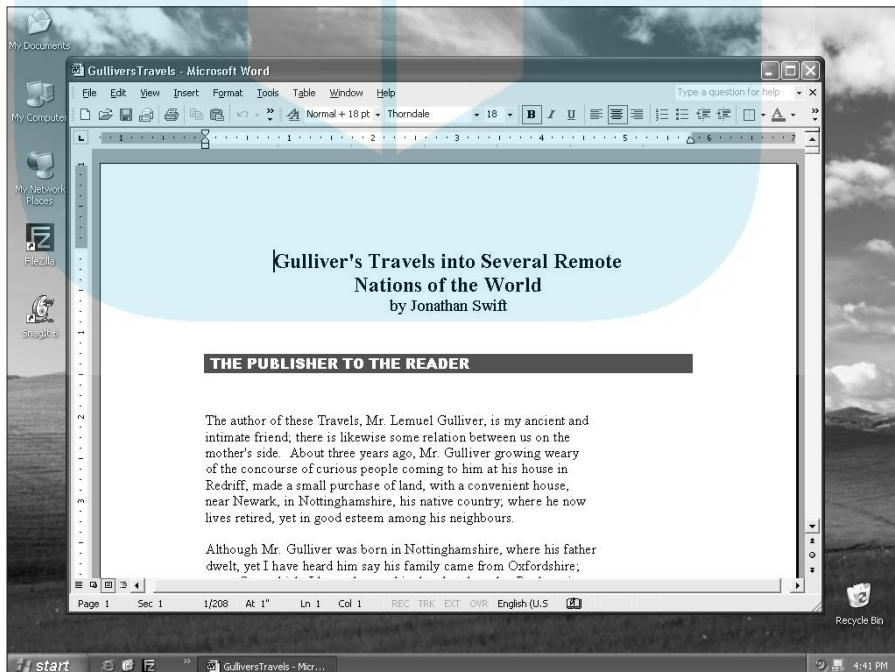 My Documents
GulliversTravels - Microsoft Word
File Edit View Insert Format Tools Table Window Help
Type a question for help
My Computer
Normal + 18 pt
Thorndale
18
B I U
1 1 2 3 4 5 6 7
My Network
Places
FileZilla
SnagIt 6
Gulliver's Travels into Several Remote
Nations of the World
by Jonathan Swift
THE PUBLISHER TO THE READER
The author of these Travels, Mr. Lemuel Gulliver, is my ancient and
intimate friend; there is likewise some relation between us on the
mother's side.  About three years ago, Mr. Gulliver growing weary
of the concourse of curious people coming to him at his house in
Redriff, made a small purchase of land, with a convenient house,
near Newark, in Nottinghamshire, his native country; where he now
lives retired, yet in good esteem among his neighbours.
Although Mr. Gulliver was born in Nottinghamshire, where his father
dwelt, yet I have heard him say his family came from Oxfordshire;
Page 1 Sec 1 1/208 At 1" Ln 1 Col 1 REC TRK EXT OVR English (U.S
Recycle Bin
start
GulliversTravels - Micr...
4:41 PM